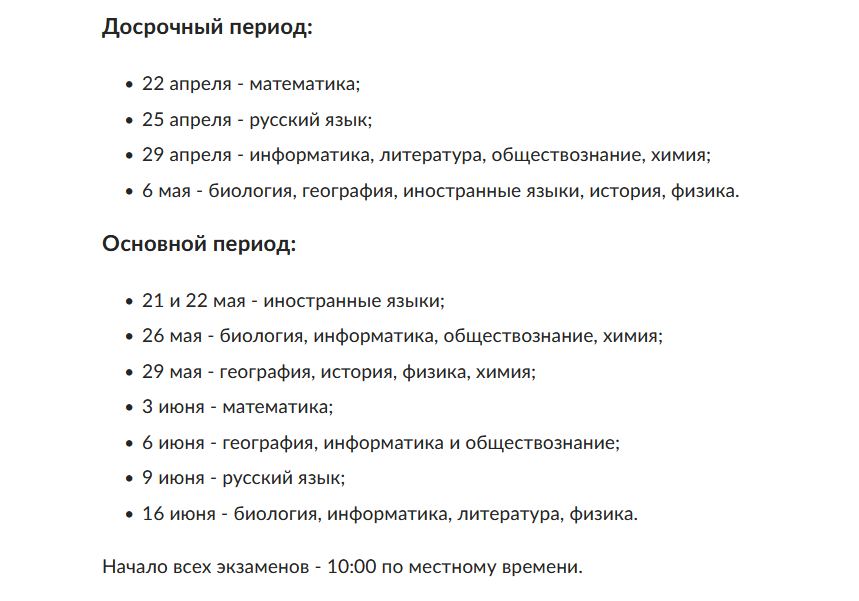 Досрочный период:
• 22 апреля - математика;
• 25 апреля - русский язык;
• 29 апреля - информатика, литература, обществознание, химия;
• 6 мая - биология, география, иностранные языки, история, физика.
Основной период:
• 21 и 22 мая - иностранные языки;
• 26 мая - биология, информатика, обществознание, химия;
• 29 мая - география, история, физика, химия;
• 3 июня - математика;
• 6 июня - география, информатика и обществознание;
• 9 июня - русский язык;
• 16 июня - биология, информатика, литература, физика.
Начало всех экзаменов - 10:00 по местному времени.